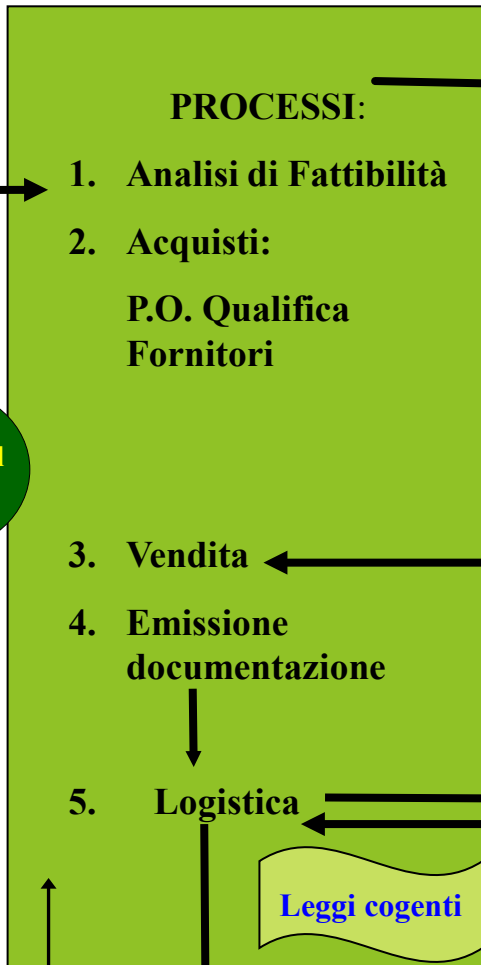 PROCESSI:
1. Analisi di Fattibilità
2. Acquisti:
P.O. Qualifica
Fornitori
3. Vendita
4. Emissione
documentazione
5. Logistica
Leggi cogenti